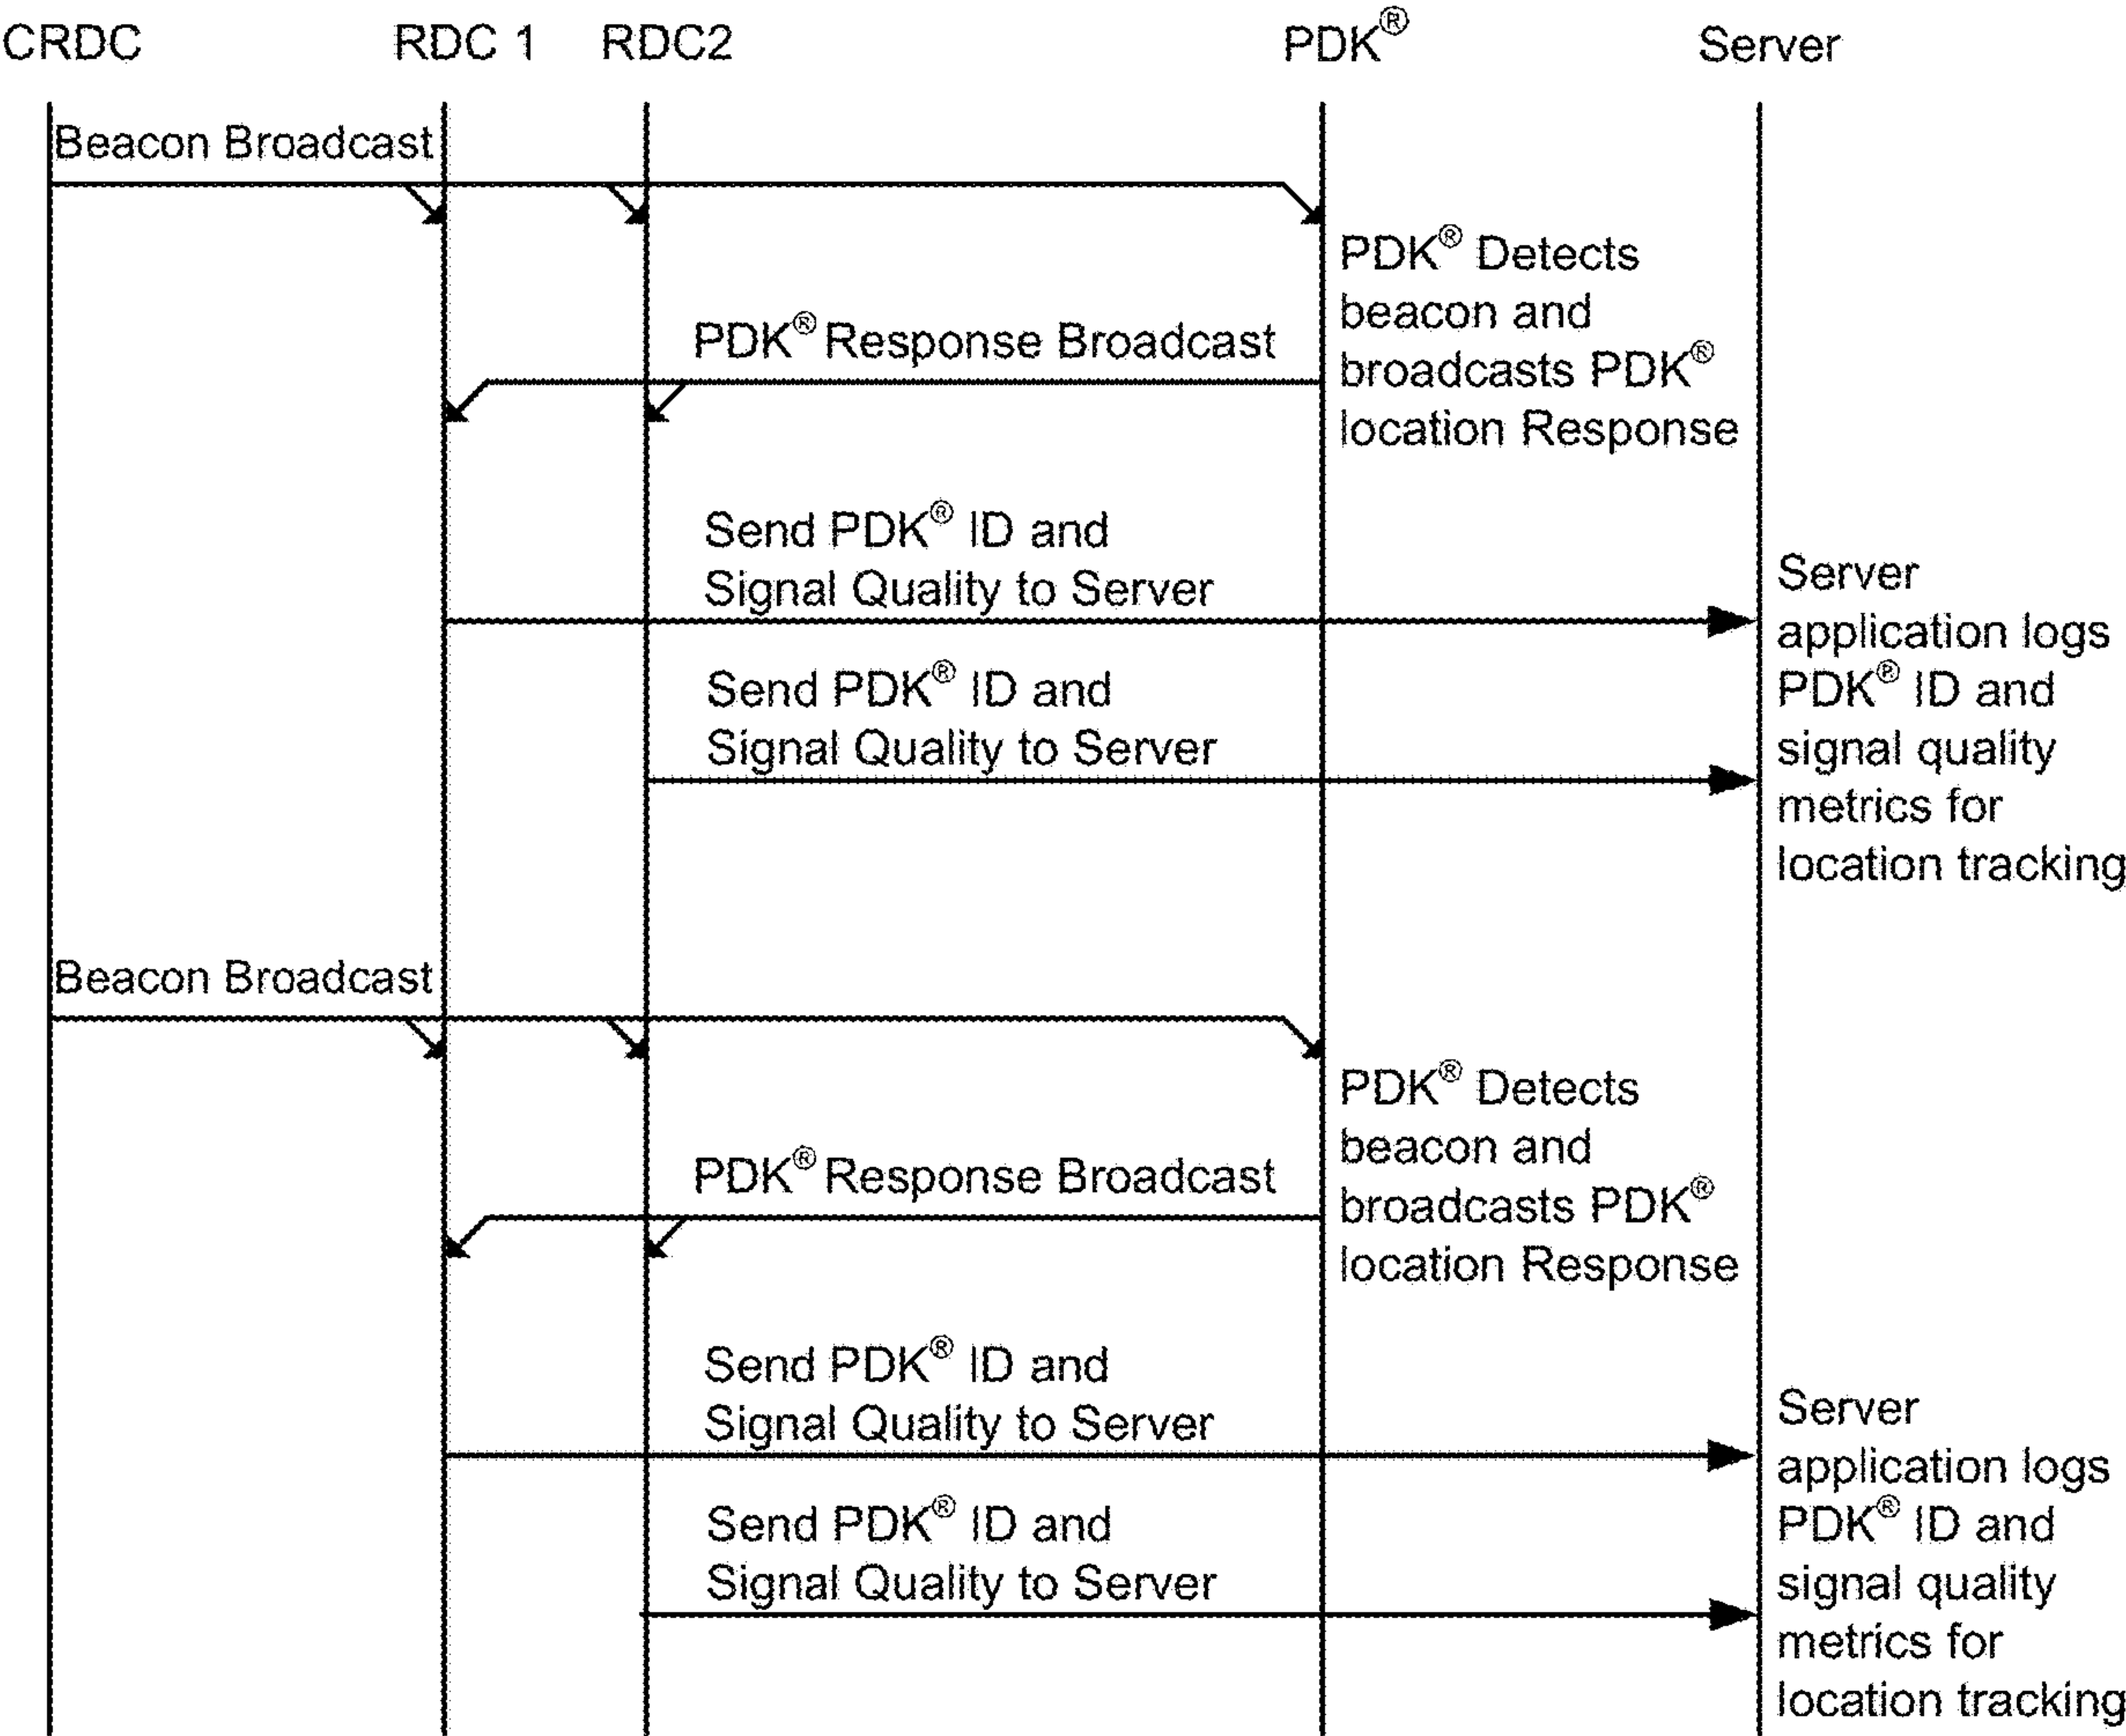 CRDC
RDC 1
RDC2
PDK®
Server
Beacon Broadcast
PDK® Detects
beacon and
broadcasts PDK®
location Response
PDK® Response Broadcast
Send PDK® ID and
Signal Quality to Server
Send PDK® ID and
Signal Quality to Server
Server
application logs
PDK® ID and
signal quality
metrics for
location tracking
Beacon Broadcast
PDK® Detects
beacon and
broadcasts PDK®
location Response
PDK® Response Broadcast
Send PDK® ID and
Signal Quality to Server
Send PDK® ID and
Signal Quality to Server
Server
application logs
PDK® ID and
signal quality
metrics for
location tracking